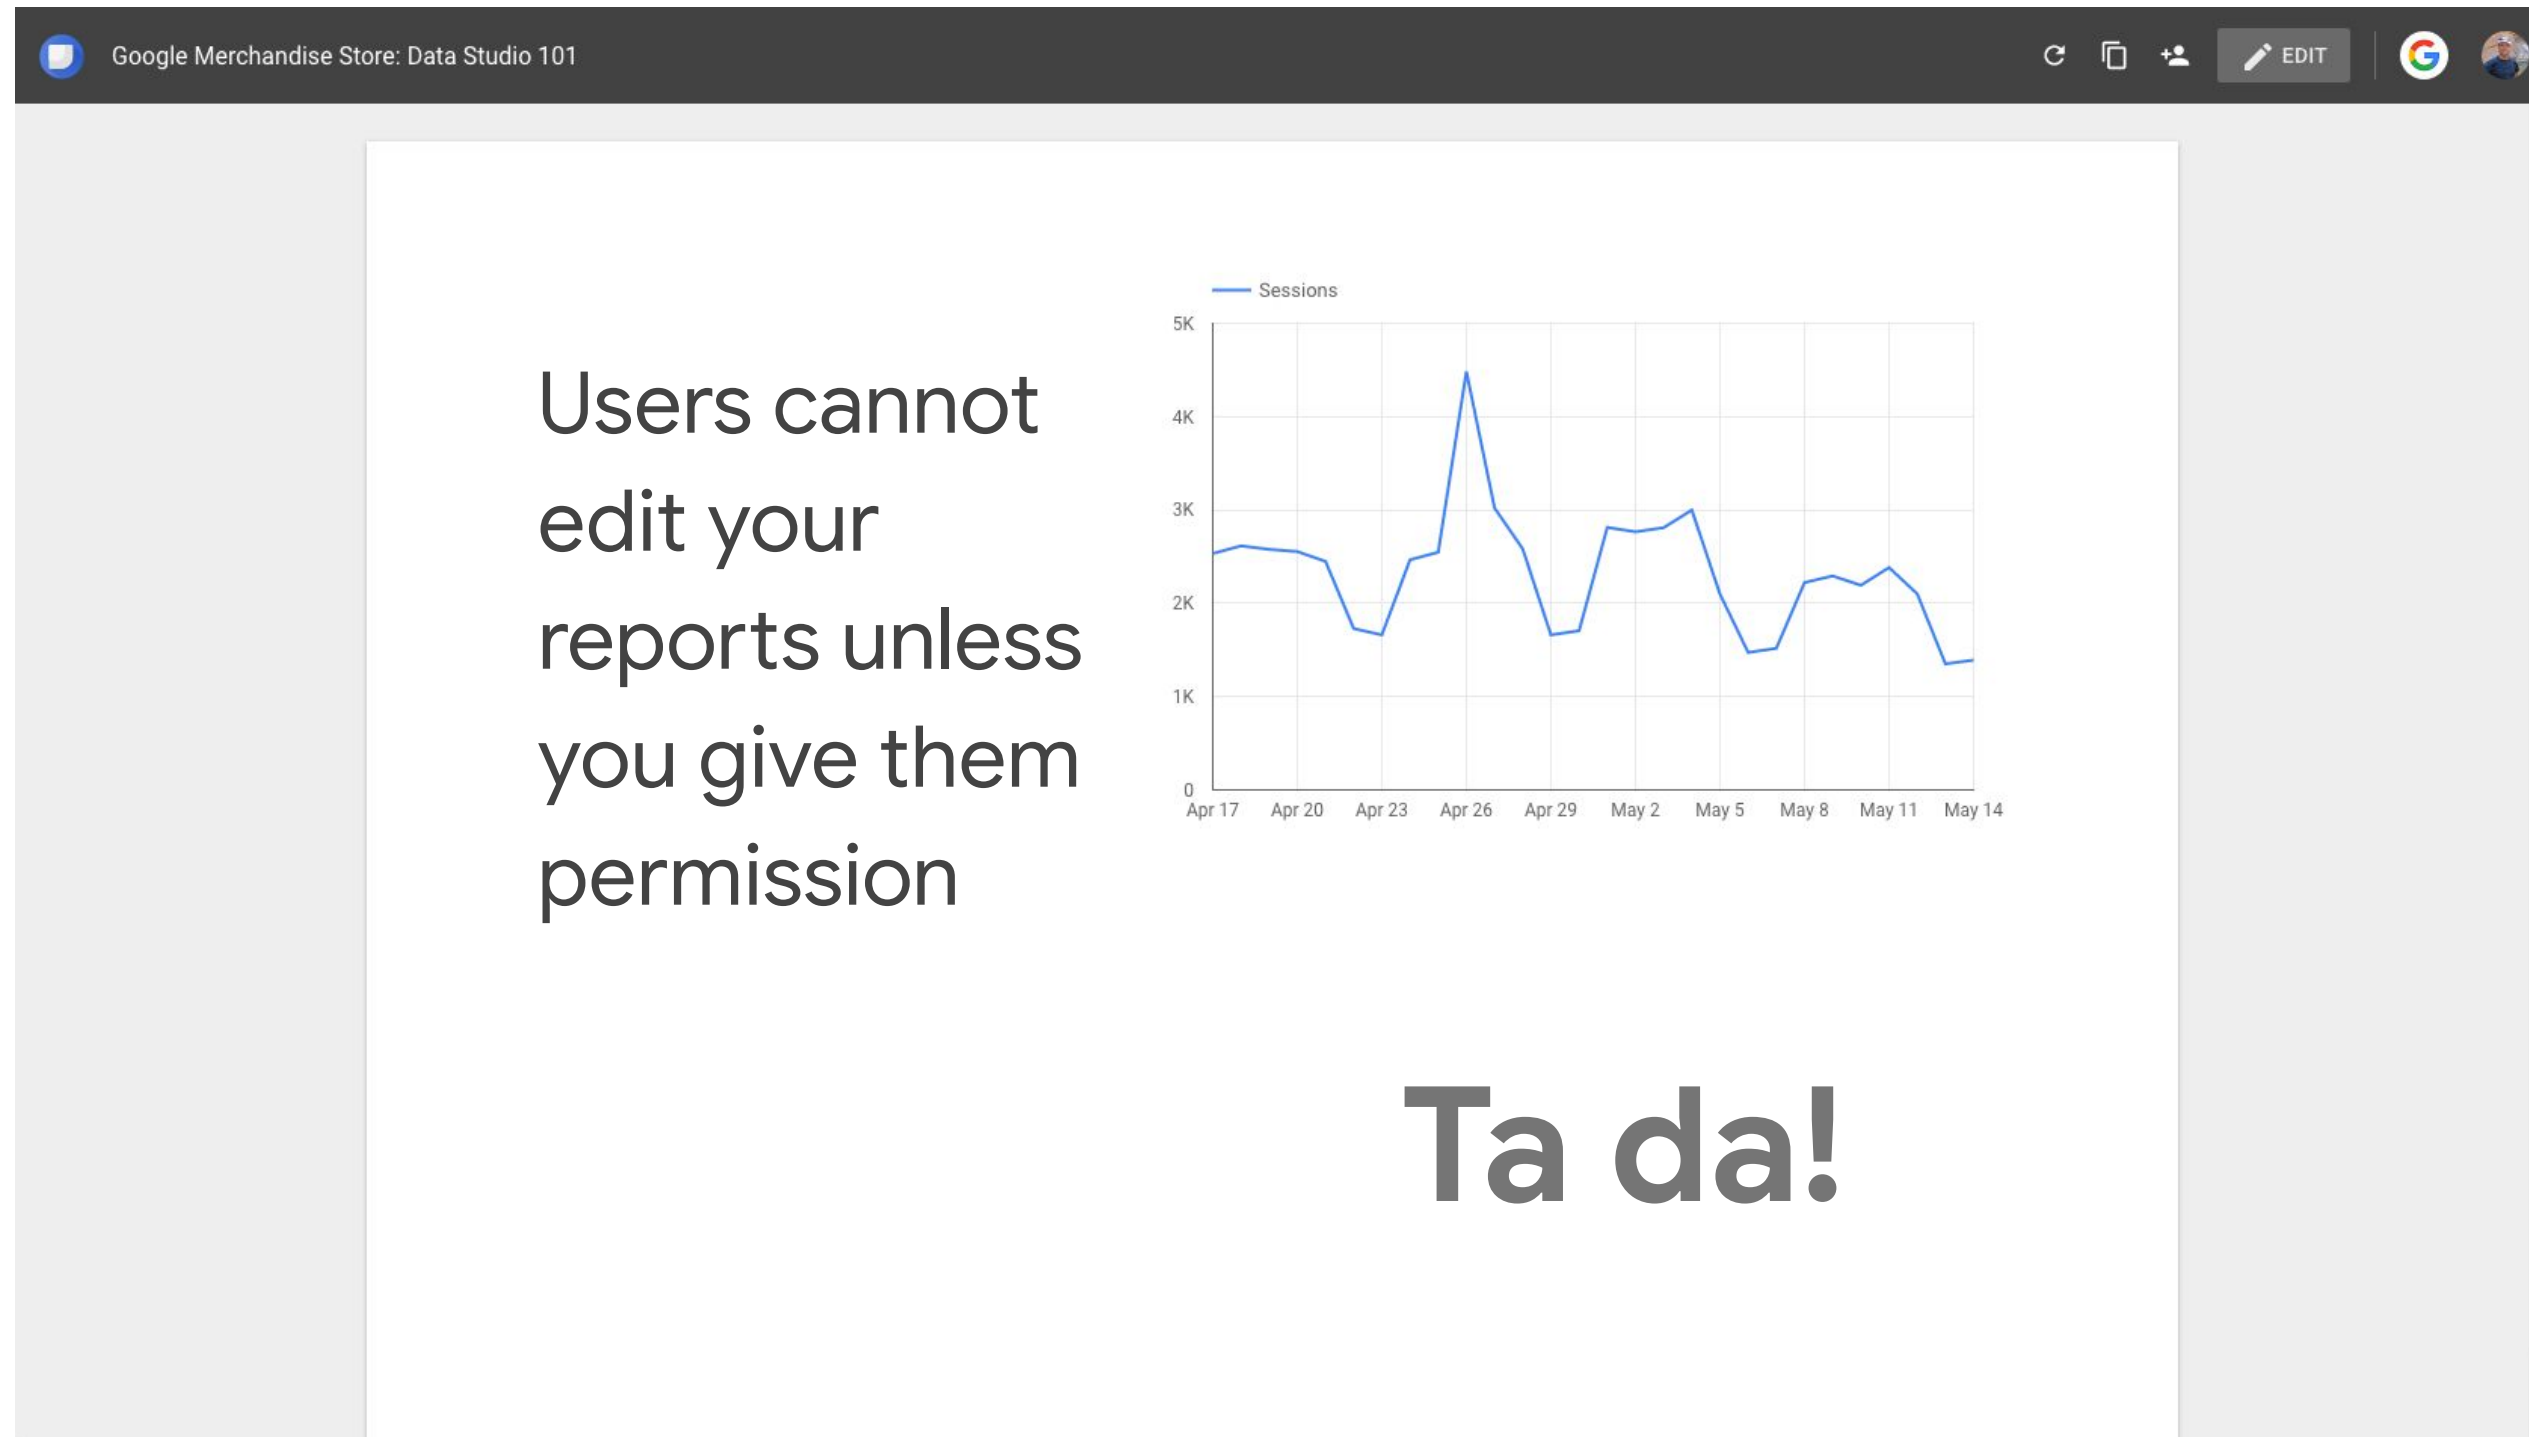 Google Merchandise Store: Data Studio 101
EDIT
Users cannot
edit your
reports unless
you give them
permission
Sessions
5K
4K
3K
2K
1K
0
Apr 17 Apr 20 Apr 23 Apr 26 Apr 29 May 2 May 5 May 8 May 11 May 14
Ta da!